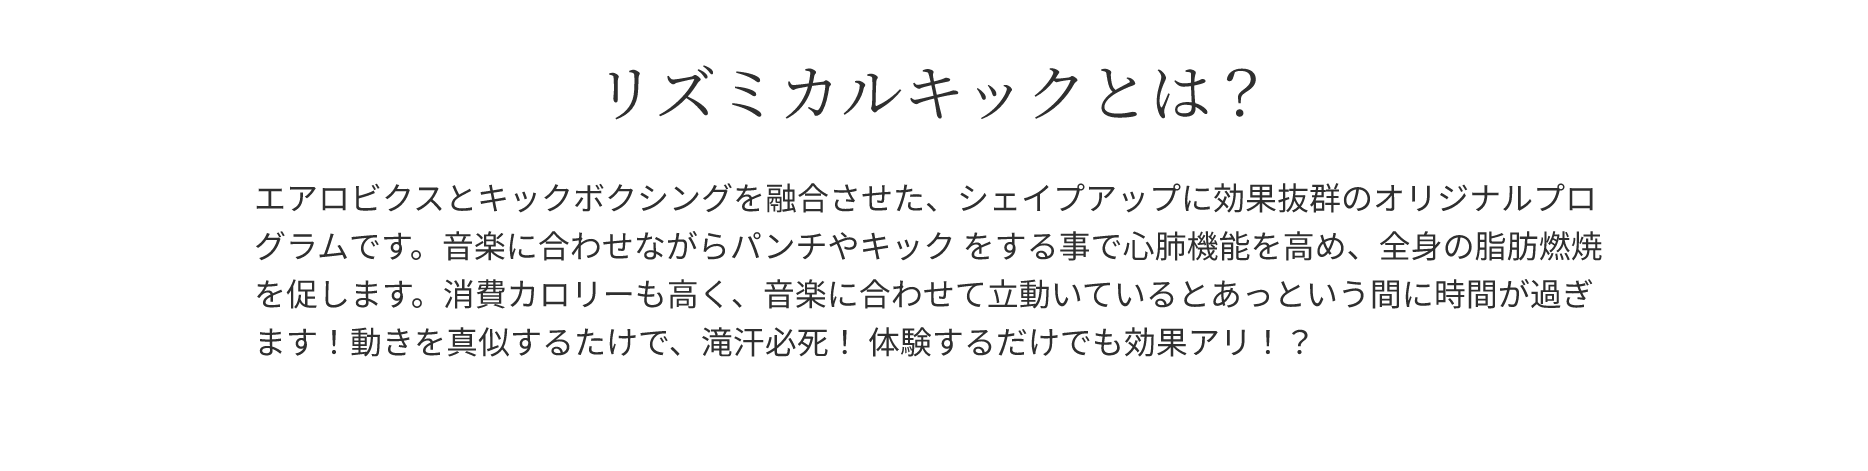 リズミカルキックとは？
エアロビクスとキックボクシングを融合させた、シェイプアップに効果抜群のオリジナルプロ
グラムです。音楽に合わせながらパンチやキック をする事で心肺機能を高め、全身の脂肪燃焼
を促します。消費カロリーも高く、音楽に合わせて立動いているとあっという間に時間が過ぎ
ます！動きを真似するたけで、滝汗必死！ 体験するだけでも効果アリ！？